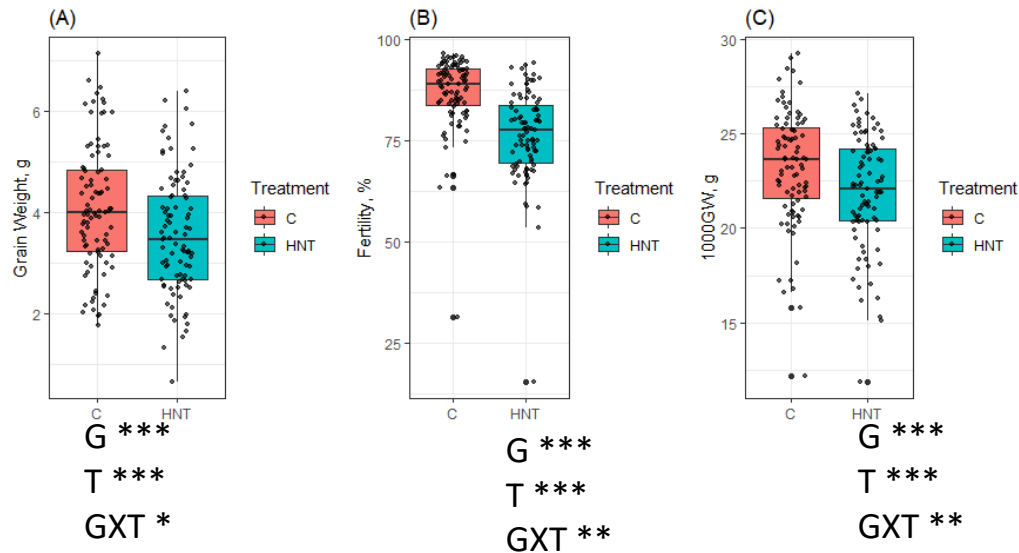 (A)
Grain Weight, g
6
4
2
C
HNT
Treatment
C
HNT
G ***
T ***
GXT *
(B)
Fertility, %
100
75
50
25
C
HNT
Treatment
C
HNT
G ***
T ***
GXT **
(C)
1000GW, g
30
25
20
15
C
HNT
Treatment
C
HNT
G ***
T ***
GXT **